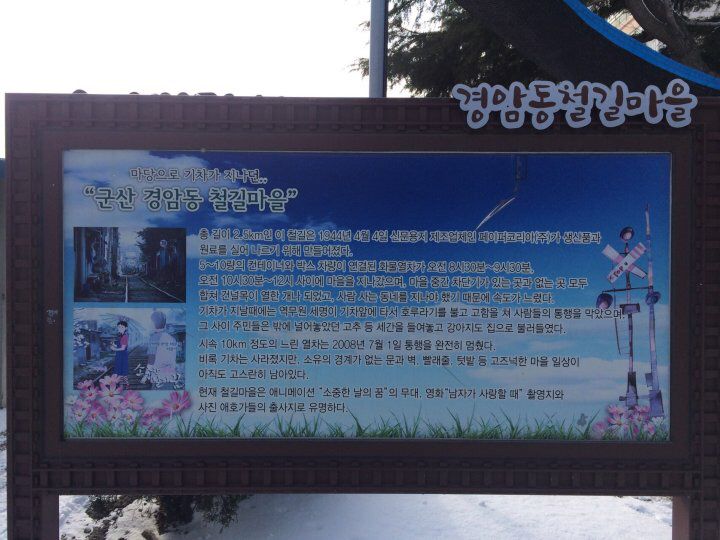 경암동철길마을
마당으로 기차가 지나던..
“군산 경암동 철길마을”
총 길이 2.5km인 이 철길은 1944년 4월 4일 신문용지 제조업체인 페이퍼코리아(주)가 생산품과
원료를 실어 나르기 위해 만들어졌다.
5~10량의 컨테이너와 박스 차량이 연결된 화물열차가 오전 8시30분~9시30분,
오전 10시30분~12시 사이에 마을을 지나갔으며, 마을 중간 차단기가 있는 곳과 없는 곳 모두
합쳐 건널목이 열한 개나 되었고, 사람 사는 동네를 지나야 했기 때문에 속도가 느렸다.
기차가 지날때에는 역무원 세명이 기차앞에 타서 호루라기를 불고 고함을 쳐 사람들의 통행을 막았으며,
그 사이 주민들은 밖에 널어놓았던 고추 등 세간을 들여놓고 강아지도 집으로 불러들였다.
시속 10km 정도의 느린 열차는 2008년 7월 1일 통행을 완전히 멈췄다.
비록 기차는 사라졌지만, 소유의 경계가 없는 문과 벽, 빨래줄, 텃밭 등 고즈넉한 마을 일상이
아직도 고스란히 남아있다.
현재 철길마을은 애니메이션 "소중한 날의 꿈"의 무대, 영화"남자가 사랑할 때" 촬영지와
사진 애호가들의 출사지로 유명하다.